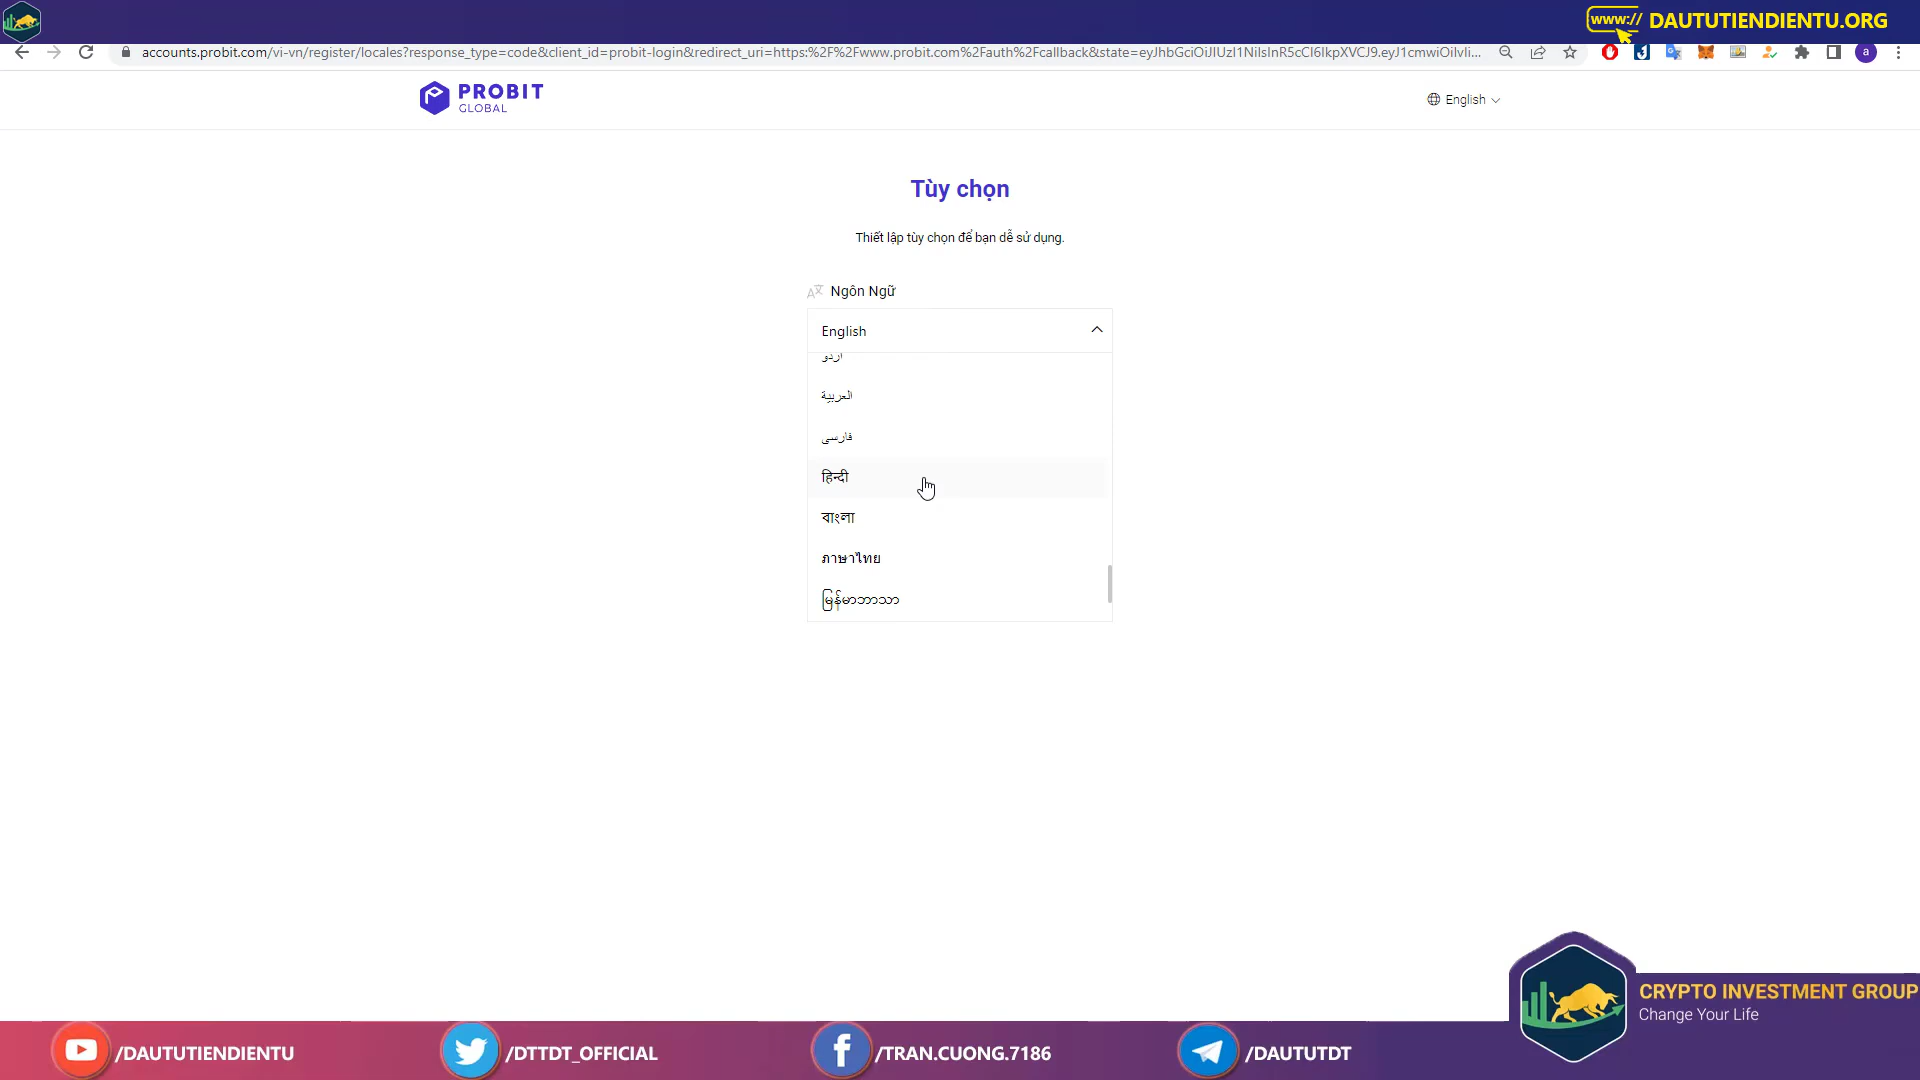 www:// DAUTUTIENDIENTU.ORG
accounts.probit.com/vi-vn/register/locales?response_type=code&client_id=probit-login&redirect_uri=https:%2F%2Fwww.probit.com%2Fauth%2Fcallback&state=eyJhbGciOiJIUzI1NiIsInR5cCI6IkpXVCJ9.eyJ1cmwiOiIvli...
a
PROBIT
GLOBAL
English
Tùy chọn
Thiết lập tùy chọn để bạn dễ sử dụng.
Ngôn Ngữ
English
اردو
العربية
فارسی
हिन्दी
বাংলা
ภาษาไทย
မြန်မာဘာသာ
CRYPTO INVESTMENT GROUP
Change Your Life
/DAUTUTIENDIENTU
/DTTDT_OFFICIAL
/TRAN.CUONG.7186
/DAUTUTDT